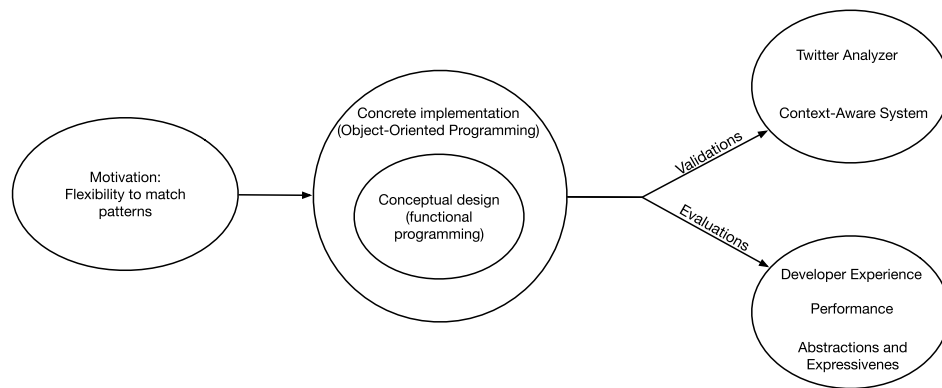 Motivation:
Flexibility to match
patterns
Concrete implementation
(Object-Oriented Programming)
Conceptual design
(functional
programming)
Validations
Evaluations
Twitter Analyzer
Context-Aware System
Developer Experience
Performance
Abstractions and
Expressivenes